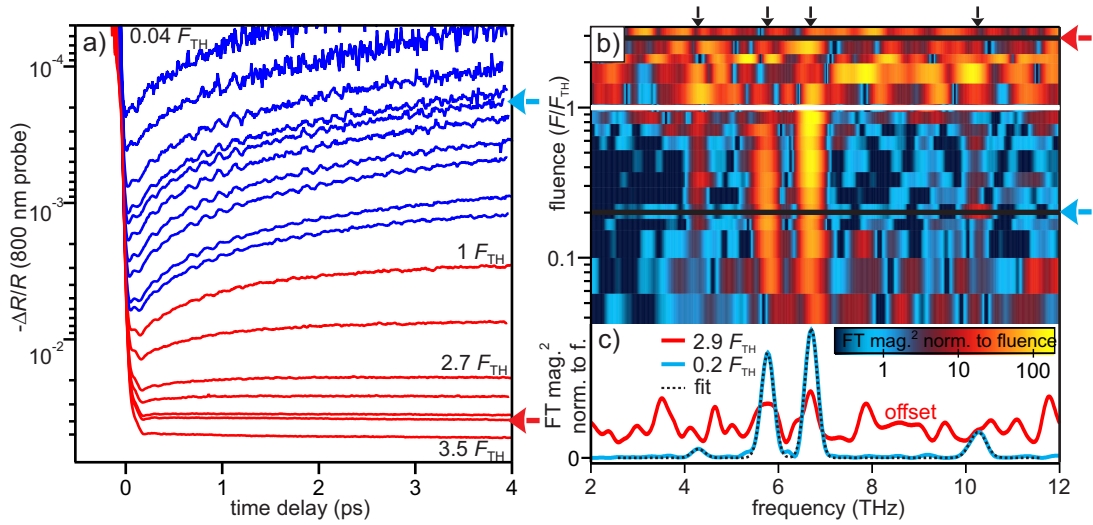 a)
0.04 F_TH
10⁻⁴
10⁻³
10⁻²
-ΔR/R (800 nm probe)
1 F_TH
2.7 F_TH
3.5 F_TH
0 1 2 3 4
time delay (ps)
b)
fluence (F/F_TH)
1
0.1
c)
FT mag.² norm. to fluence
1 10 100
2.9 F_TH
0.2 F_TH
fit
offset
FT mag.²
norm. to f.
0
2 4 6 8 10 12
frequency (THz)